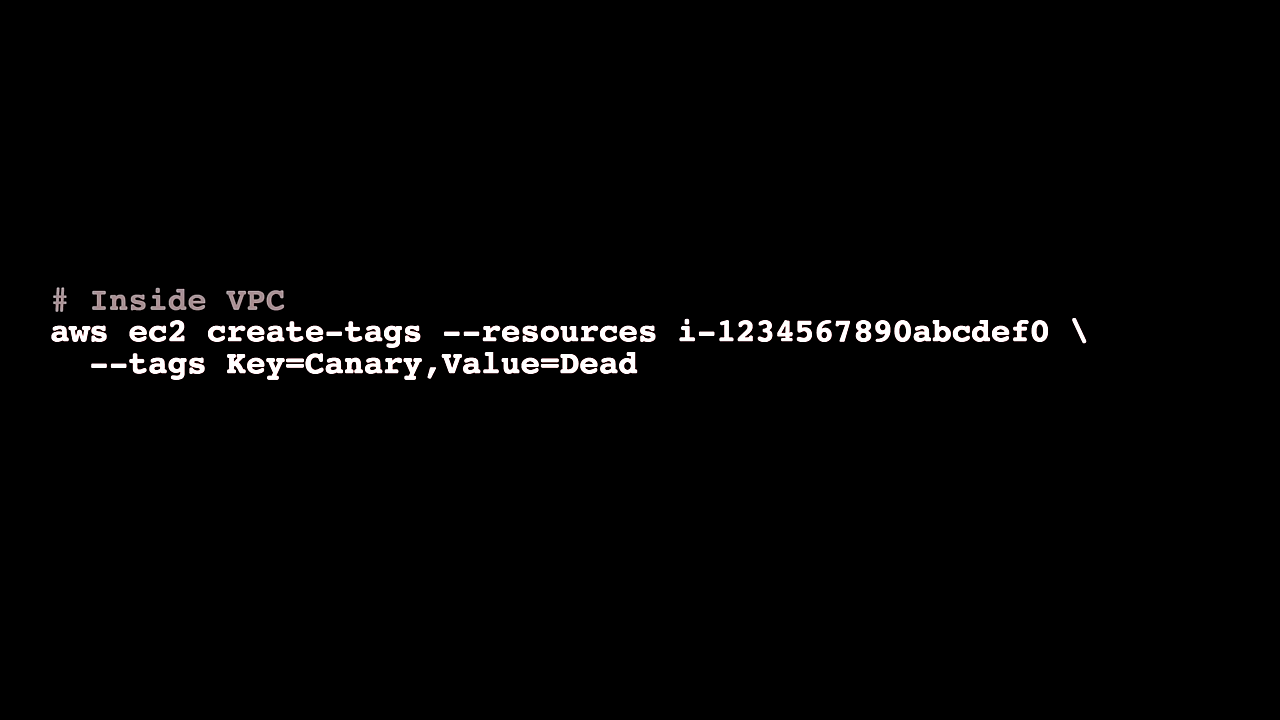 # Inside VPC
aws ec2 create-tags --resources i-1234567890abcdef0 \
  --tags Key=Canary,Value=Dead